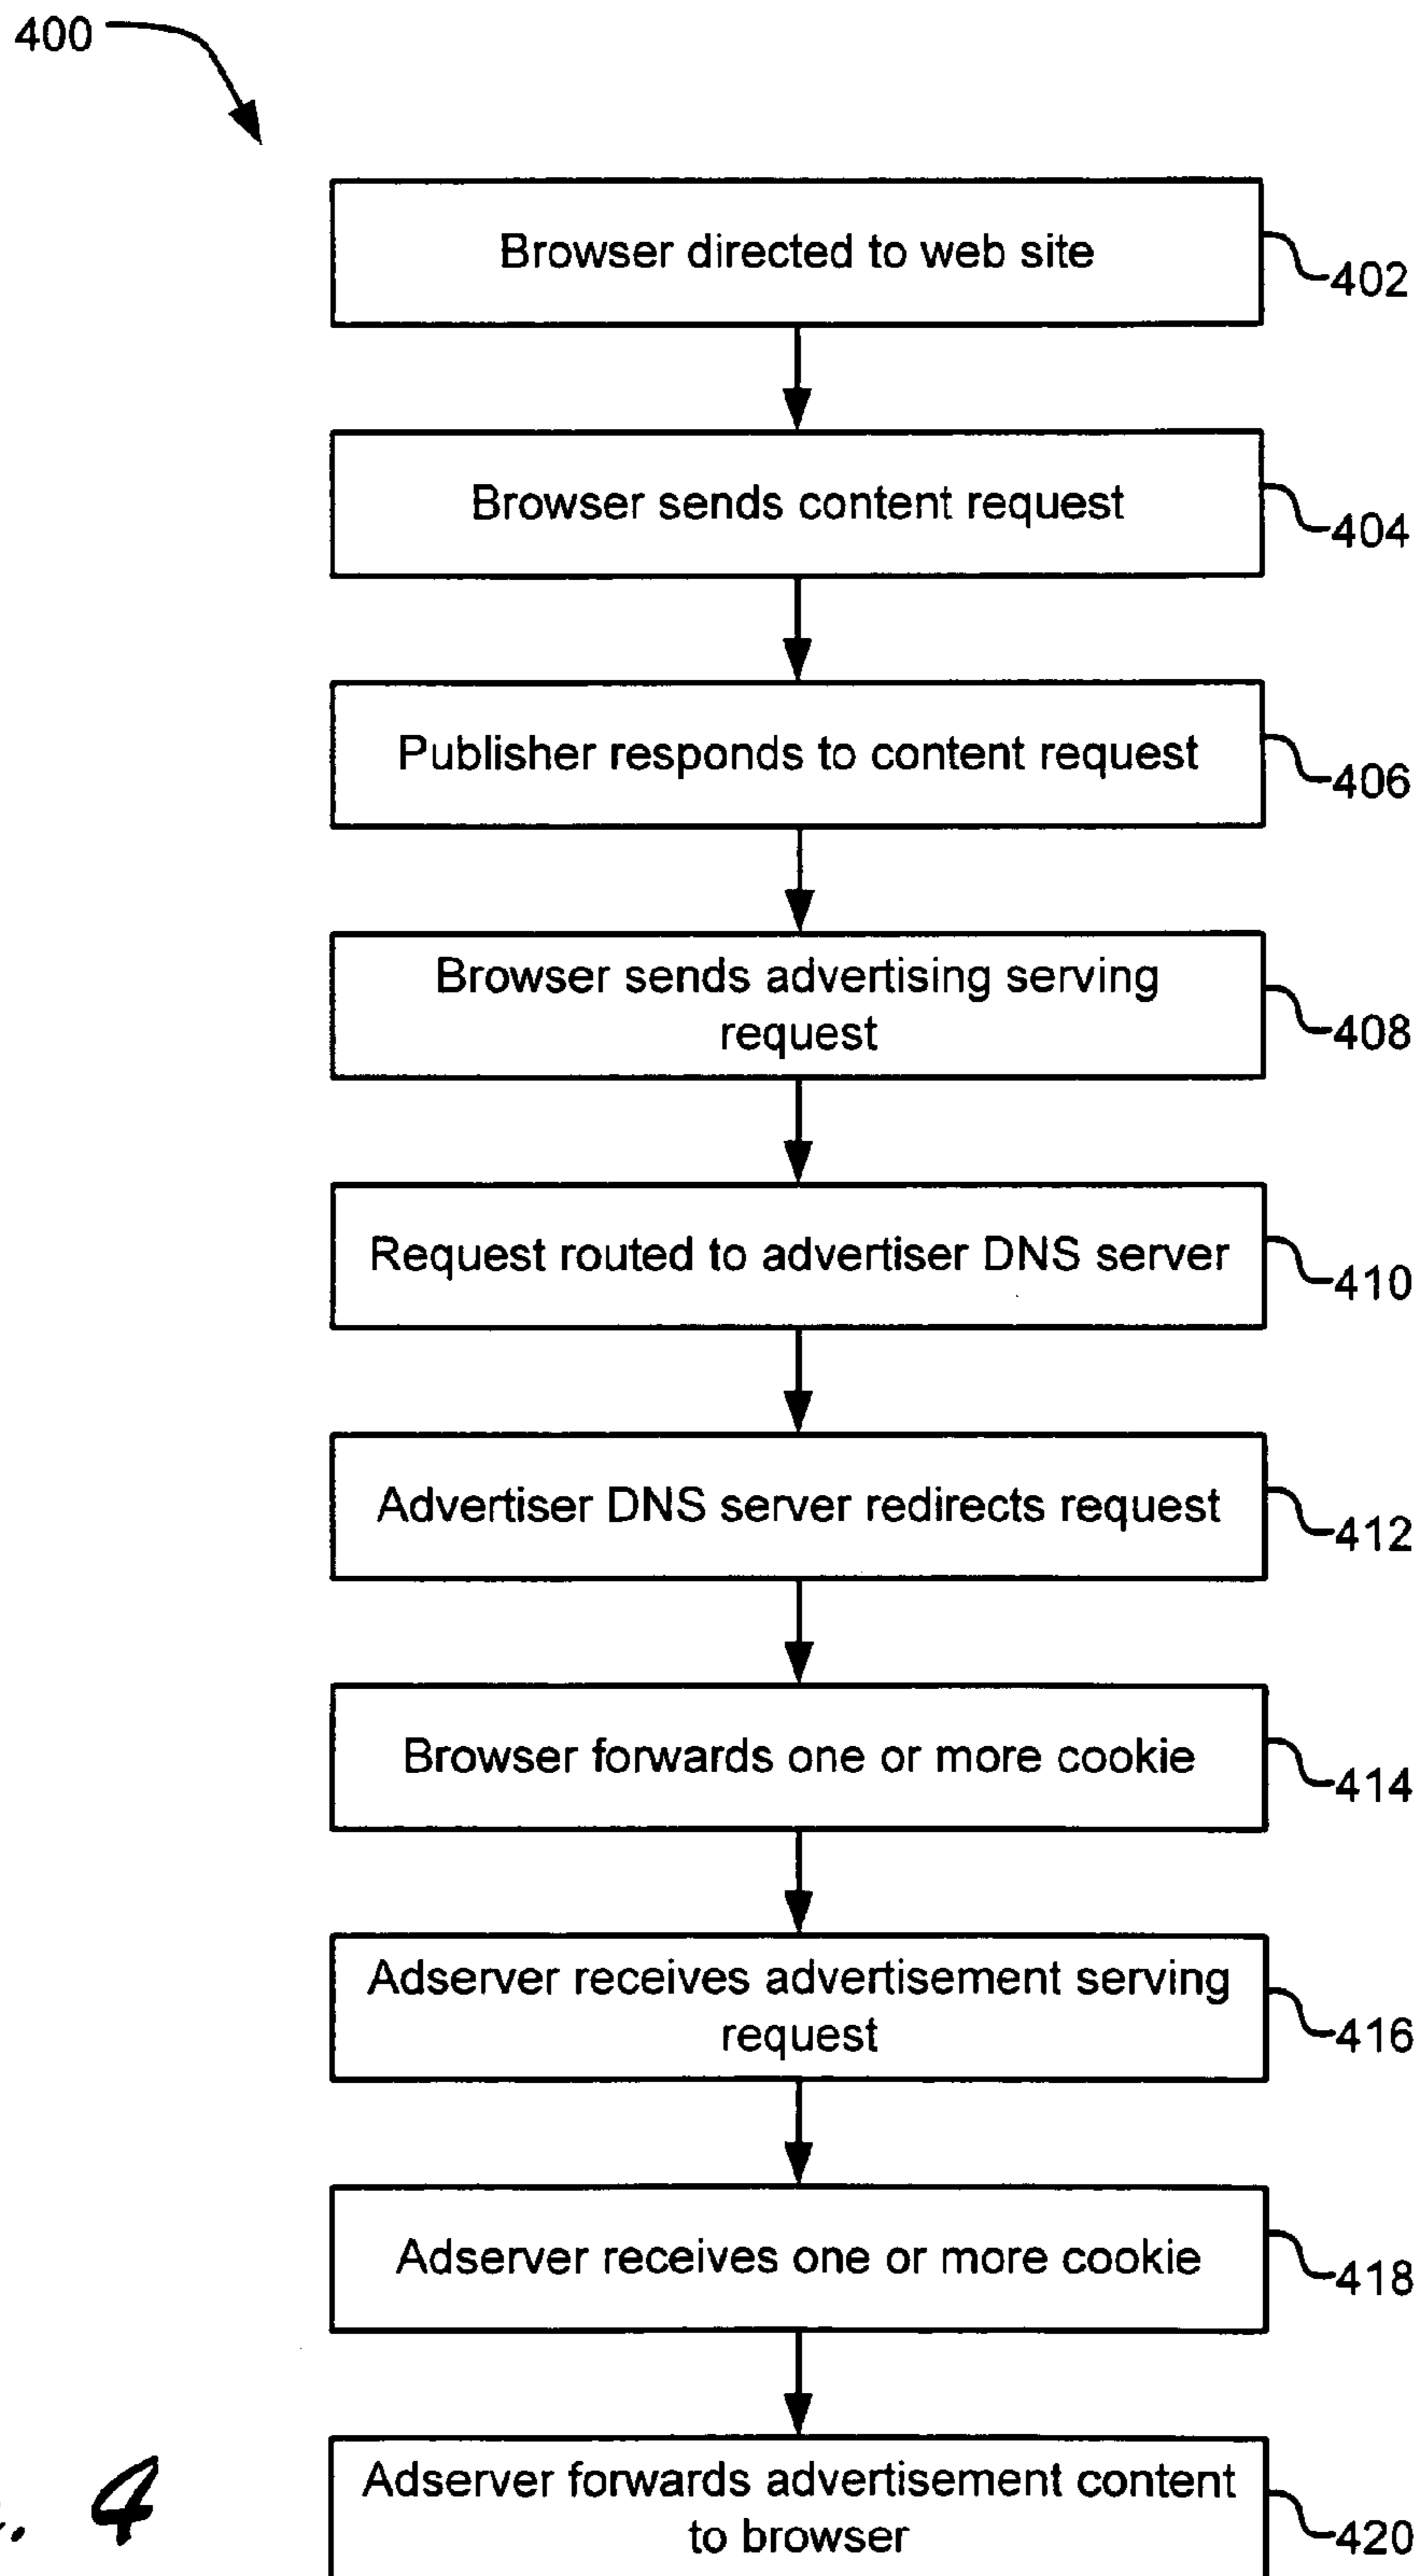 400
Browser directed to web site
402
Browser sends content request
404
Publisher responds to content request
406
Browser sends advertising serving
request
408
Request routed to advertiser DNS server
410
Advertiser DNS server redirects request
412
Browser forwards one or more cookie
414
Adserver receives advertisement serving
request
416
Adserver receives one or more cookie
418
Adserver forwards advertisement content
to browser
420
4